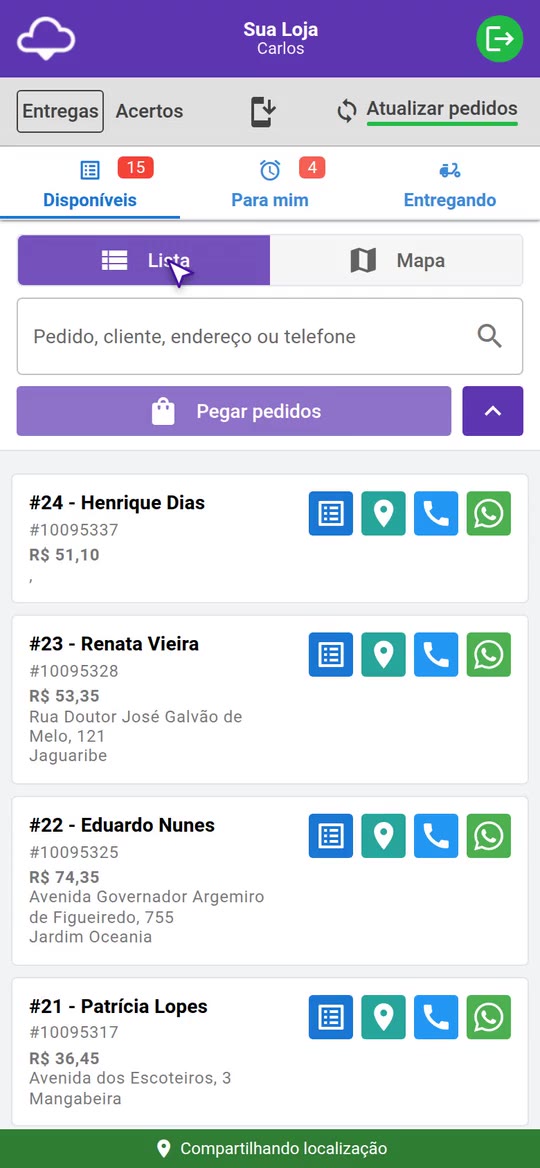 Sua Loja
Carlos
Entregas Acertos Atualizar pedidos
15 4
Disponíveis Para mim Entregando
Lista Mapa
Pedido, cliente, endereço ou telefone
Pegar pedidos
#24 - Henrique Dias
#10095337
R$ 51,10
,
#23 - Renata Vieira
#10095328
R$ 53,35
Rua Doutor José Galvão de
Melo, 121
Jaguaribe
#22 - Eduardo Nunes
#10095325
R$ 74,35
Avenida Governador Argemiro
de Figueiredo, 755
Jardim Oceania
#21 - Patrícia Lopes
#10095317
R$ 36,45
Avenida dos Escoteiros, 3
Mangabeira
Compartilhando localização